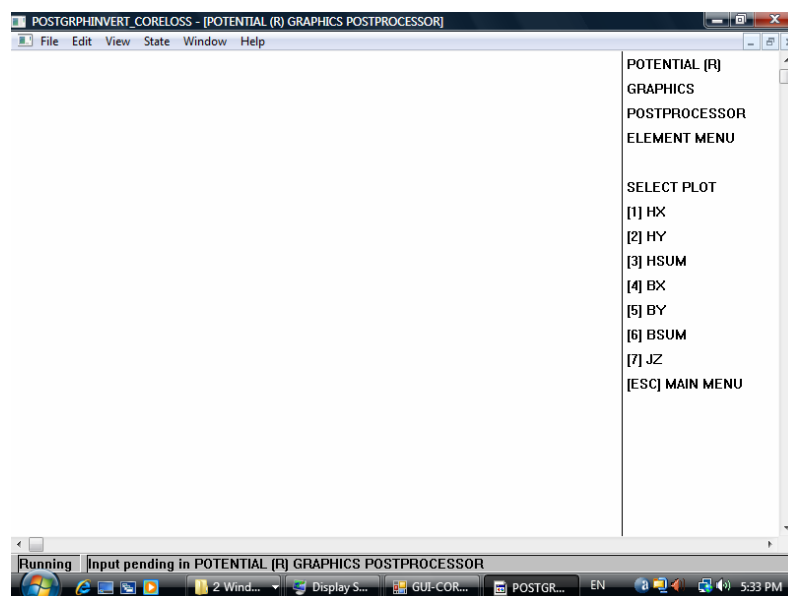 POSTGRPHINVERT_CORELOSS - [POTENTIAL (R) GRAPHICS POSTPROCESSOR]
File Edit View State Window Help
POTENTIAL (R)
GRAPHICS
POSTPROCESSOR
ELEMENT MENU
SELECT PLOT
[1] HX
[2] HY
[3] HSUM
[4] BX
[5] BY
[6] BSUM
[7] JZ
[ESC] MAIN MENU
Running Input pending in POTENTIAL (R) GRAPHICS POSTPROCESSOR
2 Wind... Display S... GUI-COR... POSTGR... EN 5:33 PM